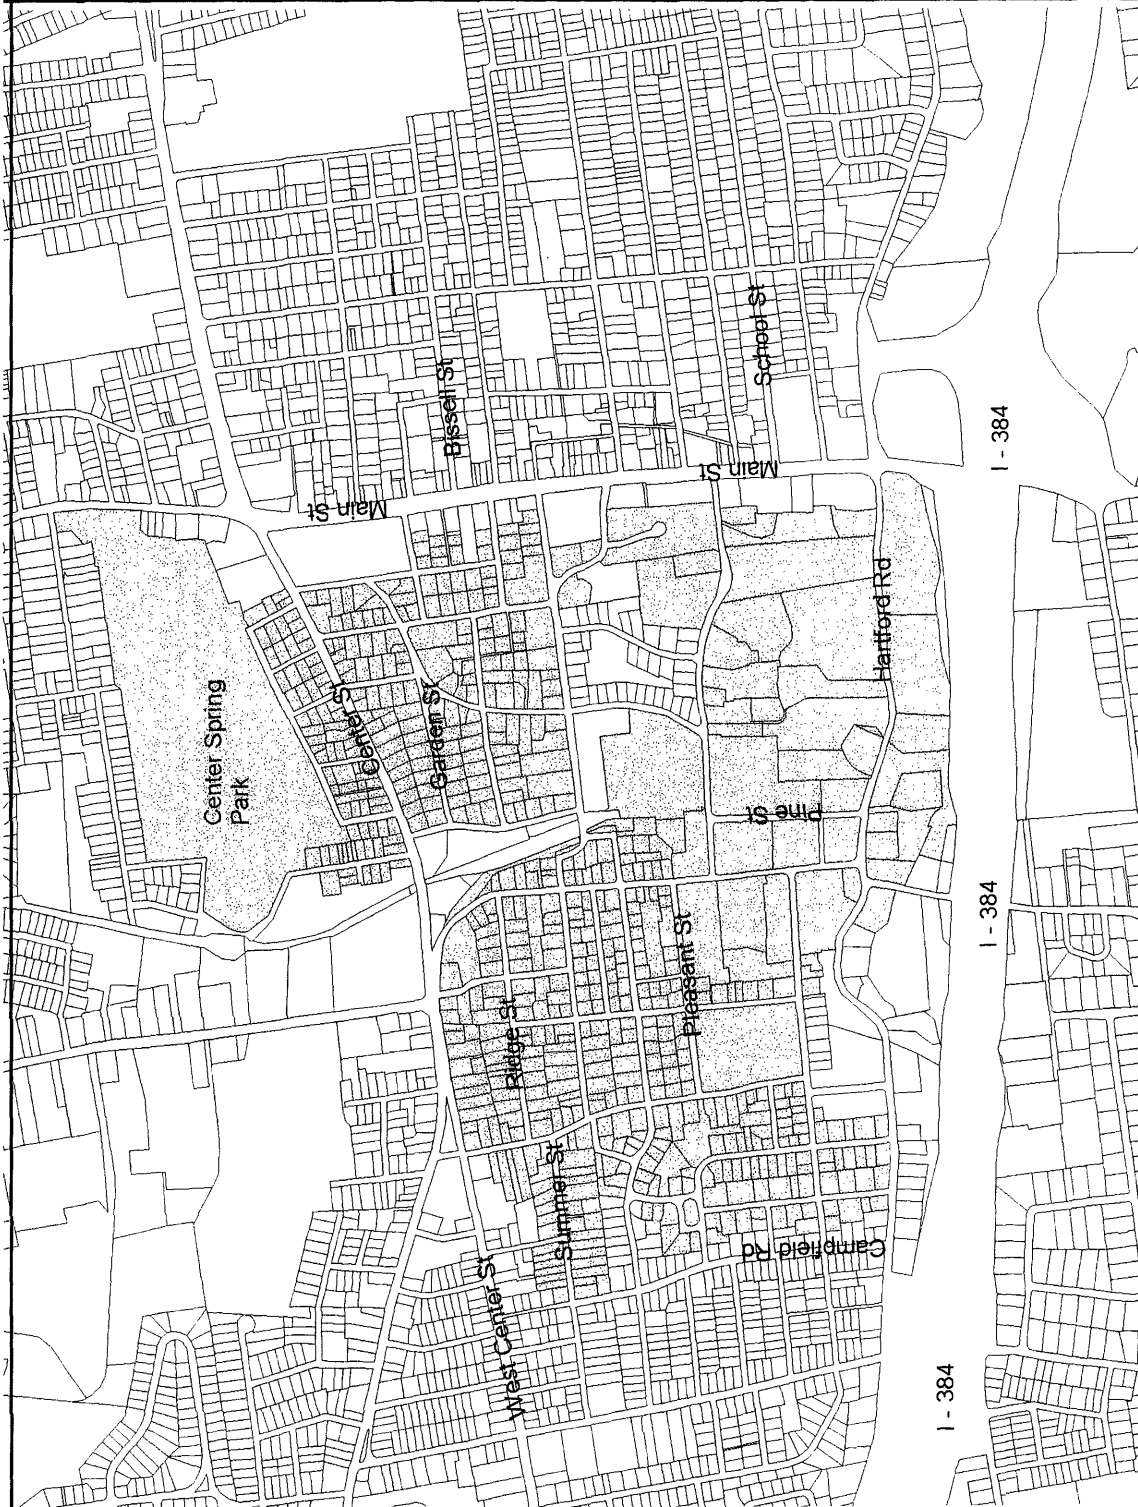 Center Spring
Park
Main St
Bissell St
School St
Main St
I - 384
Center St
Garden St
Hartford Rd
Pine St
I - 384
Pleasant St
Ridge St
Summer St
West Center St
Campfield Rd
I - 384